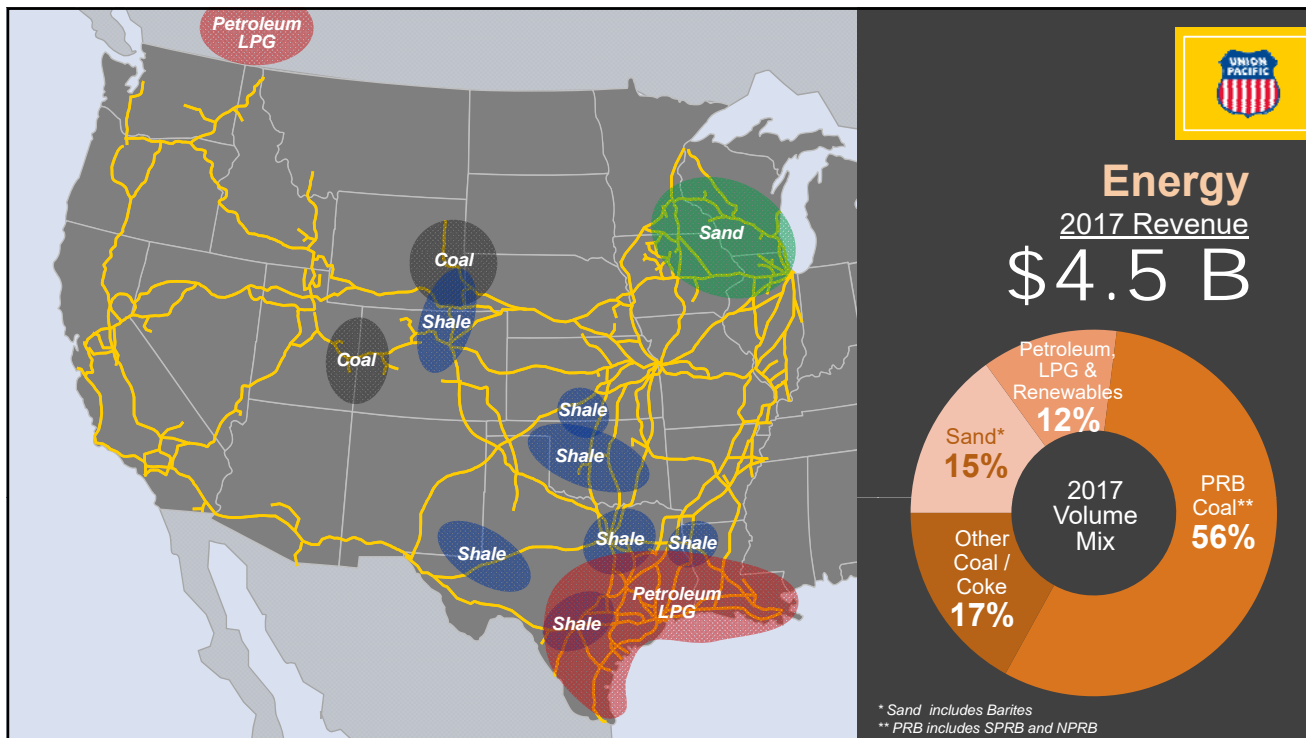 Petroleum
LPG
Sand
Coal
Shale
Coal
Shale
Shale
Shale
Shale
Shale
Petroleum
LPG
Shale
UNION
PACIFIC
Energy
2017 Revenue
$4.5 B
Petroleum,
LPG &
Renewables
12%
Sand*
15%
PRB
Coal**
56%
2017
Volume
Mix
Other
Coal /
Coke
17%
* Sand includes Barites
** PRB includes SPRB and NPRB